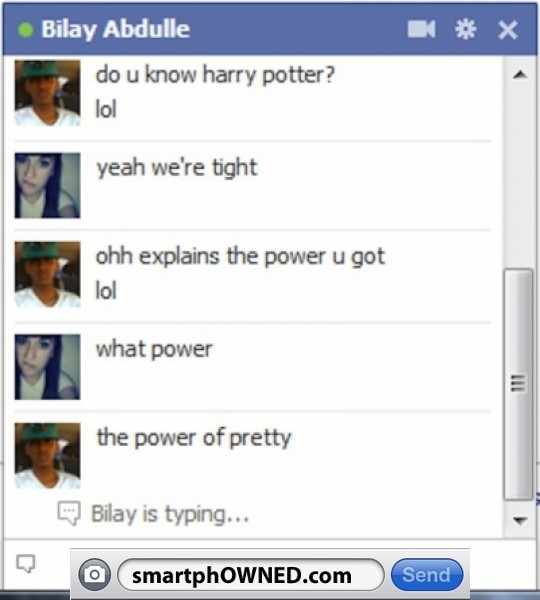 Bilay Abdulle
do u know harry potter?
lol
yeah we're tight
ohh explains the power u got
lol
what power
the power of pretty
Bilay is typing...
smartphOWNED.com
Send